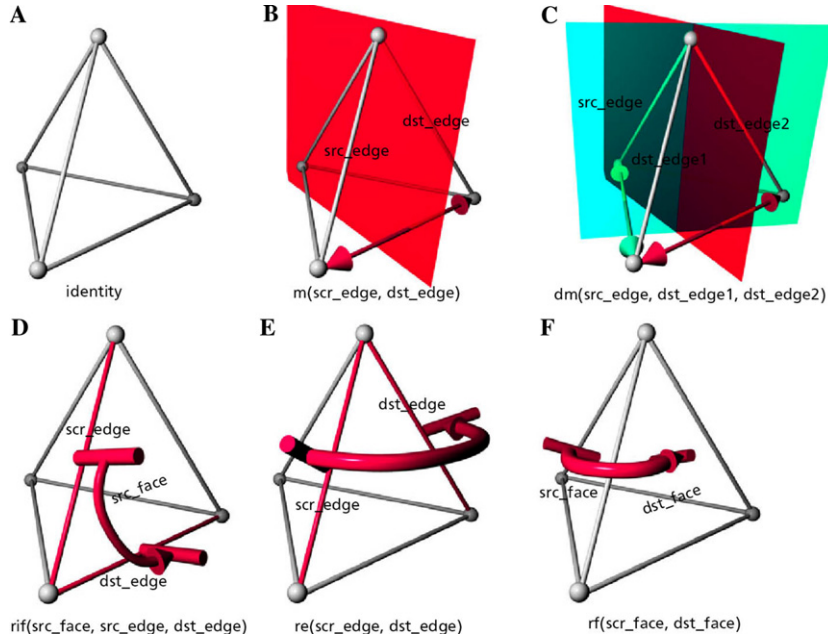 A
B
C
src_edge
dst_edge
src_edge
dst_edge1
dst_edge2
identity
m(scr_edge, dst_edge)
dm(src_edge, dst_edge1, dst_edge2)
D
E
F
scr_edge
src_face
dst_edge
dst_edge
scr_edge
src_face
dst_face
rif(src_face, src_edge, dst_edge)
re(scr_edge, dst_edge)
rf(scr_face, dst_face)